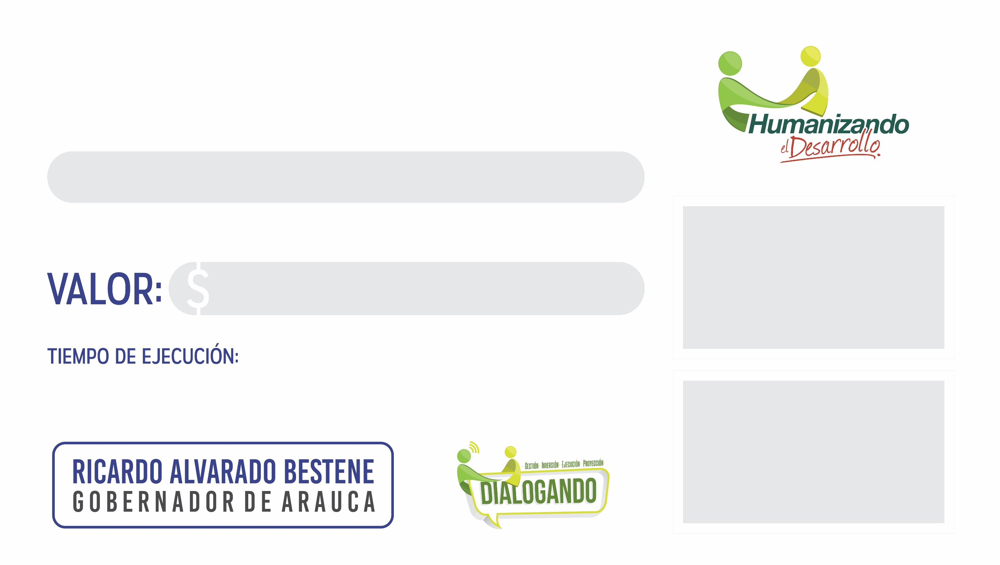 Humanizando
el Desarrollo
VALOR: $
TIEMPO DE EJECUCIÓN:
RICARDO ALVARADO BESTENE
GOBERNADOR DE ARAUCA
· GESTIÓN · INVERSIÓN · EJECUCIÓN · PROYECCIÓN ·
DIALOGANDO